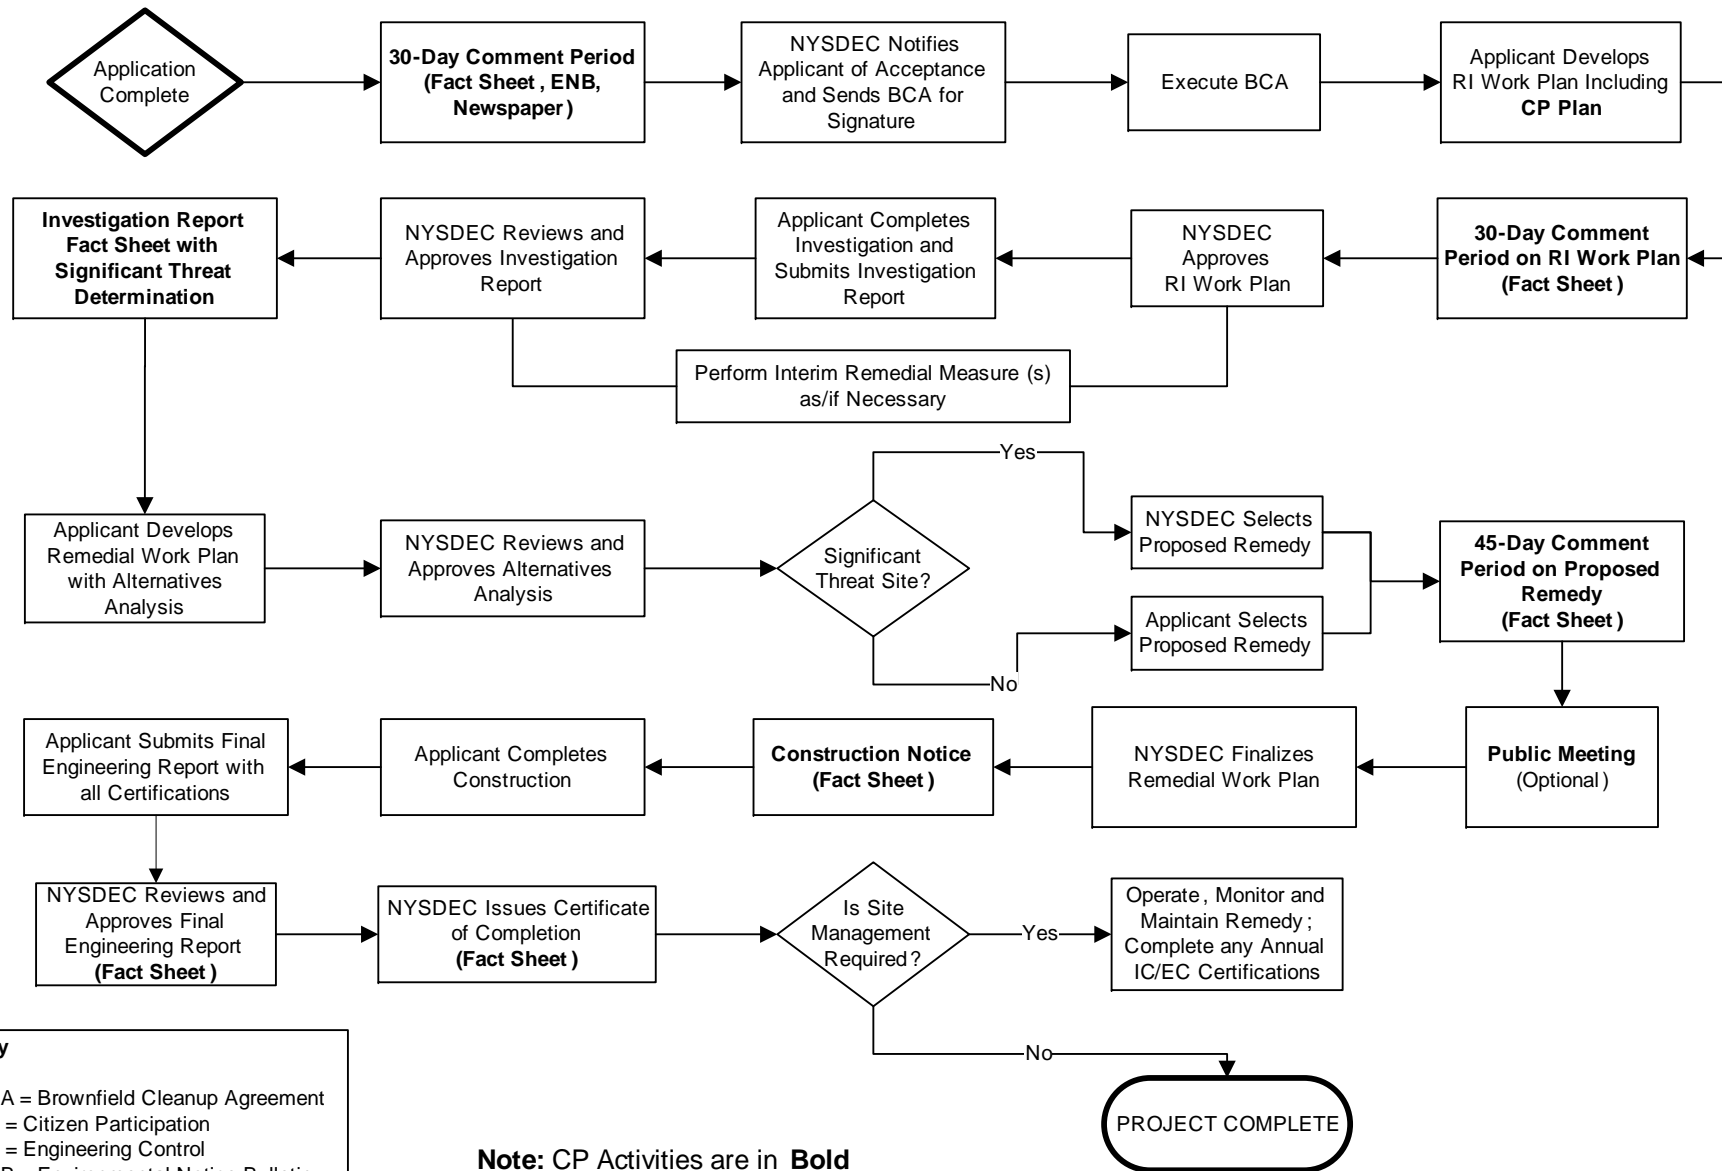 Application
Complete
30-Day Comment Period
(Fact Sheet , ENB,
Newspaper )
NYSDEC Notifies
Applicant of Acceptance
and Sends BCA for
Signature
Execute BCA
Applicant Develops
RI Work Plan Including
CP Plan
Investigation Report
Fact Sheet with
Significant Threat
Determination
NYSDEC Reviews and
Approves Investigation
Report
Applicant Completes
Investigation and
Submits Investigation
Report
NYSDEC
Approves
RI Work Plan
30-Day Comment
Period on RI Work Plan
(Fact Sheet )
Perform Interim Remedial Measure (s)
as/if Necessary
Applicant Develops
Remedial Work Plan
with Alternatives
Analysis
NYSDEC Reviews and
Approves Alternatives
Analysis
Significant
Threat Site?
Yes
No
NYSDEC Selects
Proposed Remedy
Applicant Selects
Proposed Remedy
45-Day Comment
Period on Proposed
Remedy
(Fact Sheet )
Applicant Submits Final
Engineering Report with
all Certifications
Applicant Completes
Construction
Construction Notice
(Fact Sheet )
NYSDEC Finalizes
Remedial Work Plan
Public Meeting
(Optional )
NYSDEC Reviews and
Approves Final
Engineering Report
(Fact Sheet )
NYSDEC Issues Certificate
of Completion
(Fact Sheet )
Is Site
Management
Required ?
Yes
Operate , Monitor and
Maintain Remedy ;
Complete any Annual
IC/EC Certifications
No
PROJECT COMPLETE
y
A = Brownfield Cleanup Agreement
= Citizen Participation
= Engineering Control
Note: CP Activities are in Bold